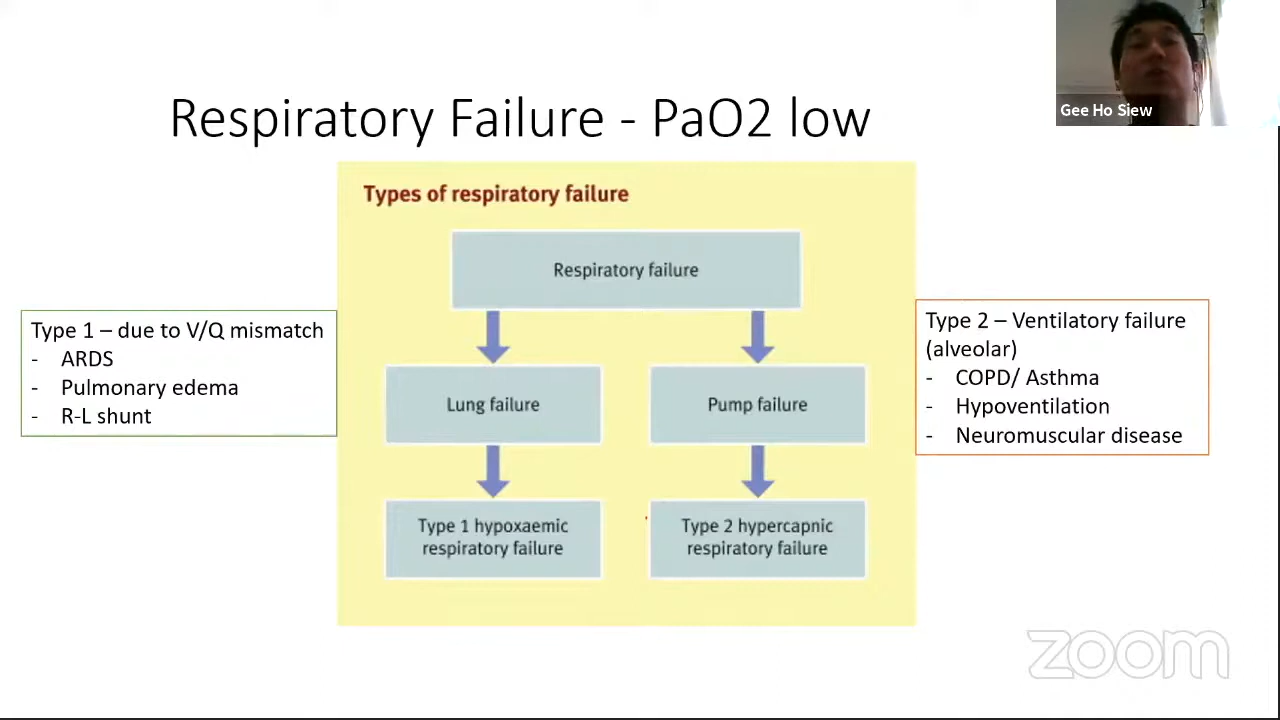 Gee Ho Siew
Respiratory Failure - PaO2 low
Types of respiratory failure
Respiratory failure
Type 1 – due to V/Q mismatch
- ARDS
- Pulmonary edema
- R-L shunt
Lung failure
Pump failure
Type 2 – Ventilatory failure
(alveolar)
- COPD/ Asthma
- Hypoventilation
- Neuromuscular disease
Type 1 hypoxaemic
respiratory failure
Type 2 hypercapnic
respiratory failure
zoom